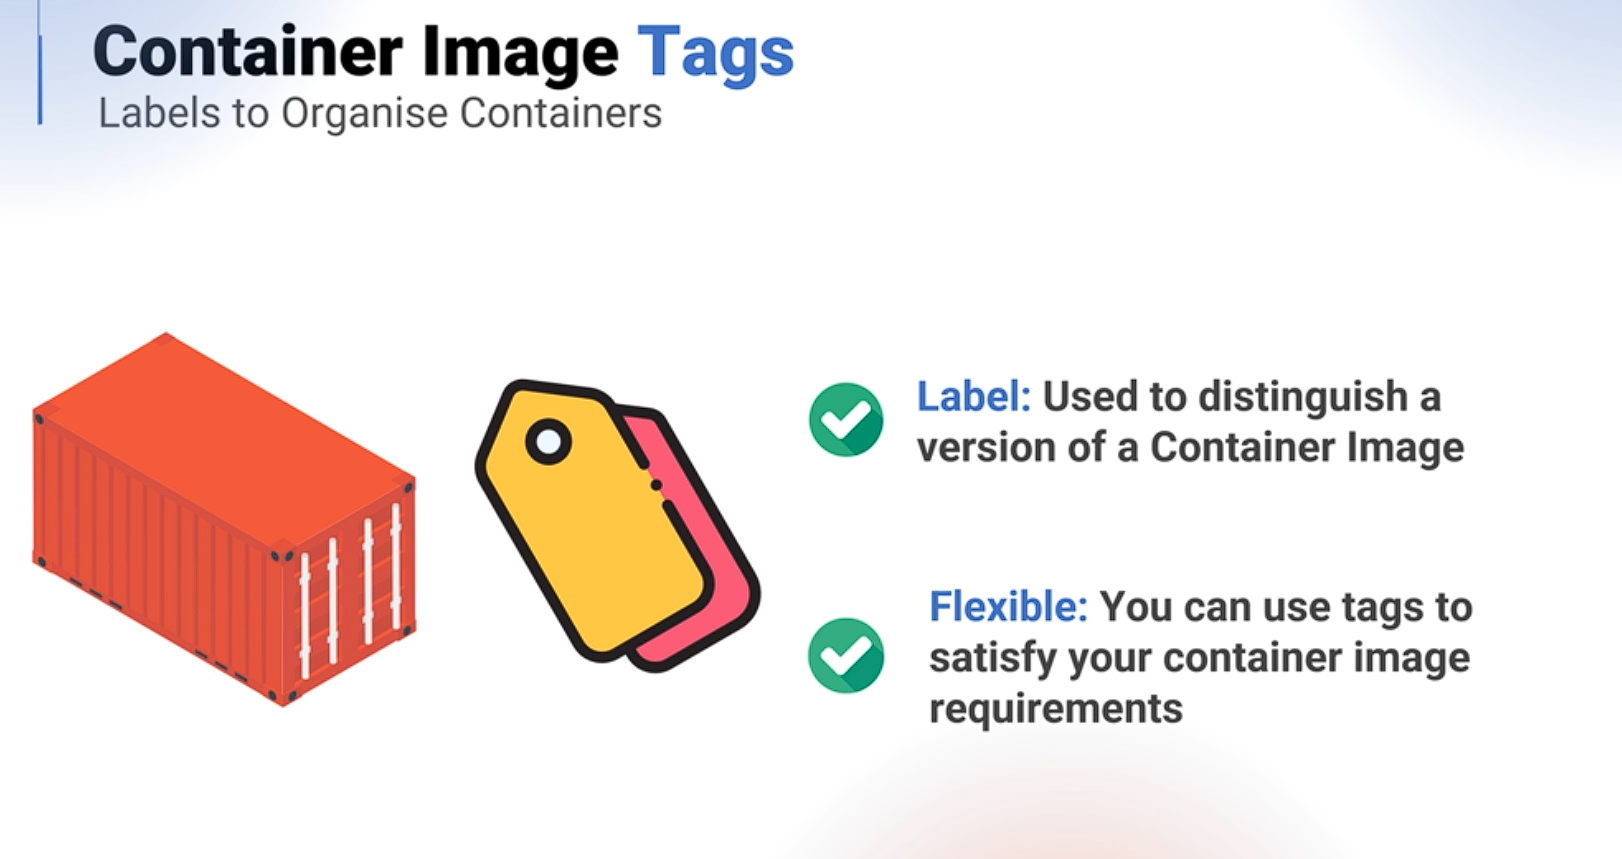 Container Image Tags
Labels to Organise Containers
Label: Used to distinguish a
version of a Container Image
Flexible: You can use tags to
satisfy your container image
requirements